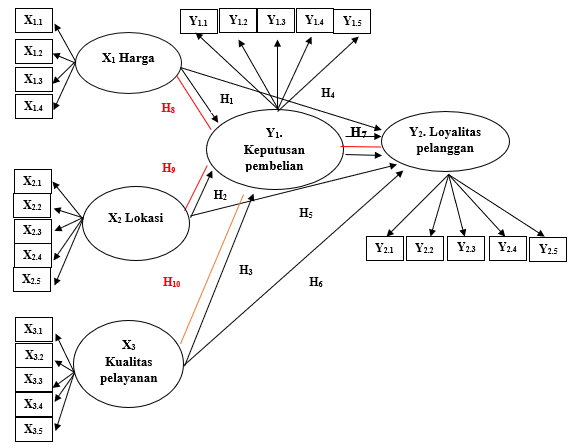 X1.1
X1.2
X1.3
X1.4
Y1.1
Y1.2
Y1.3
Y1.4
Y1.5
X1 Harga
H8
H1
H4
Y1.
Keputusan
pembelian
H7
Y2. Loyalitas
pelanggan
H9
X2.1
X2.2
X2.3
X2.4
X2.5
X2 Lokasi
H2
H5
Y2.1
Y2.2
Y2.3
Y2.4
Y2.5
H10
H3
H6
X3.1
X3.2
X3.3
X3.4
X3.5
X3
Kualitas
pelayanan